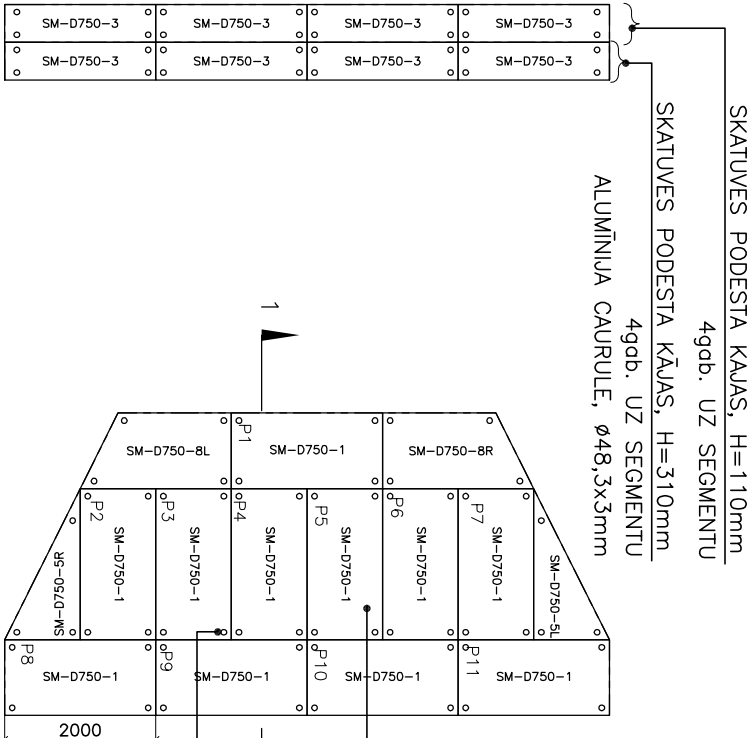 SM-D750-3 SM-D750-3 SM-D750-3 SM-D750-3
SM-D750-3 SM-D750-3 SM-D750-3 SM-D750-3
SKATUVES PODESTA KĀJAS, H=110mm
4gab. UZ SEGMENTU
SKATUVES PODESTA KĀJAS, H=310mm
4gab. UZ SEGMENTU
ALUMĪNIJA CAURULE, Ø48,3x3mm
1
P1
SM-D750-8L SM-D750-1 SM-D750-8R
P2 P3 P4 P5 P6 P7
SM-D750-5R SM-D750-1 SM-D750-1 SM-D750-1 SM-D750-1 SM-D750-1 SM-D750-1 SM-D750-5L
P8 P9 P10 P11
SM-D750-1 SM-D750-1 SM-D750-1 SM-D750-1
2000